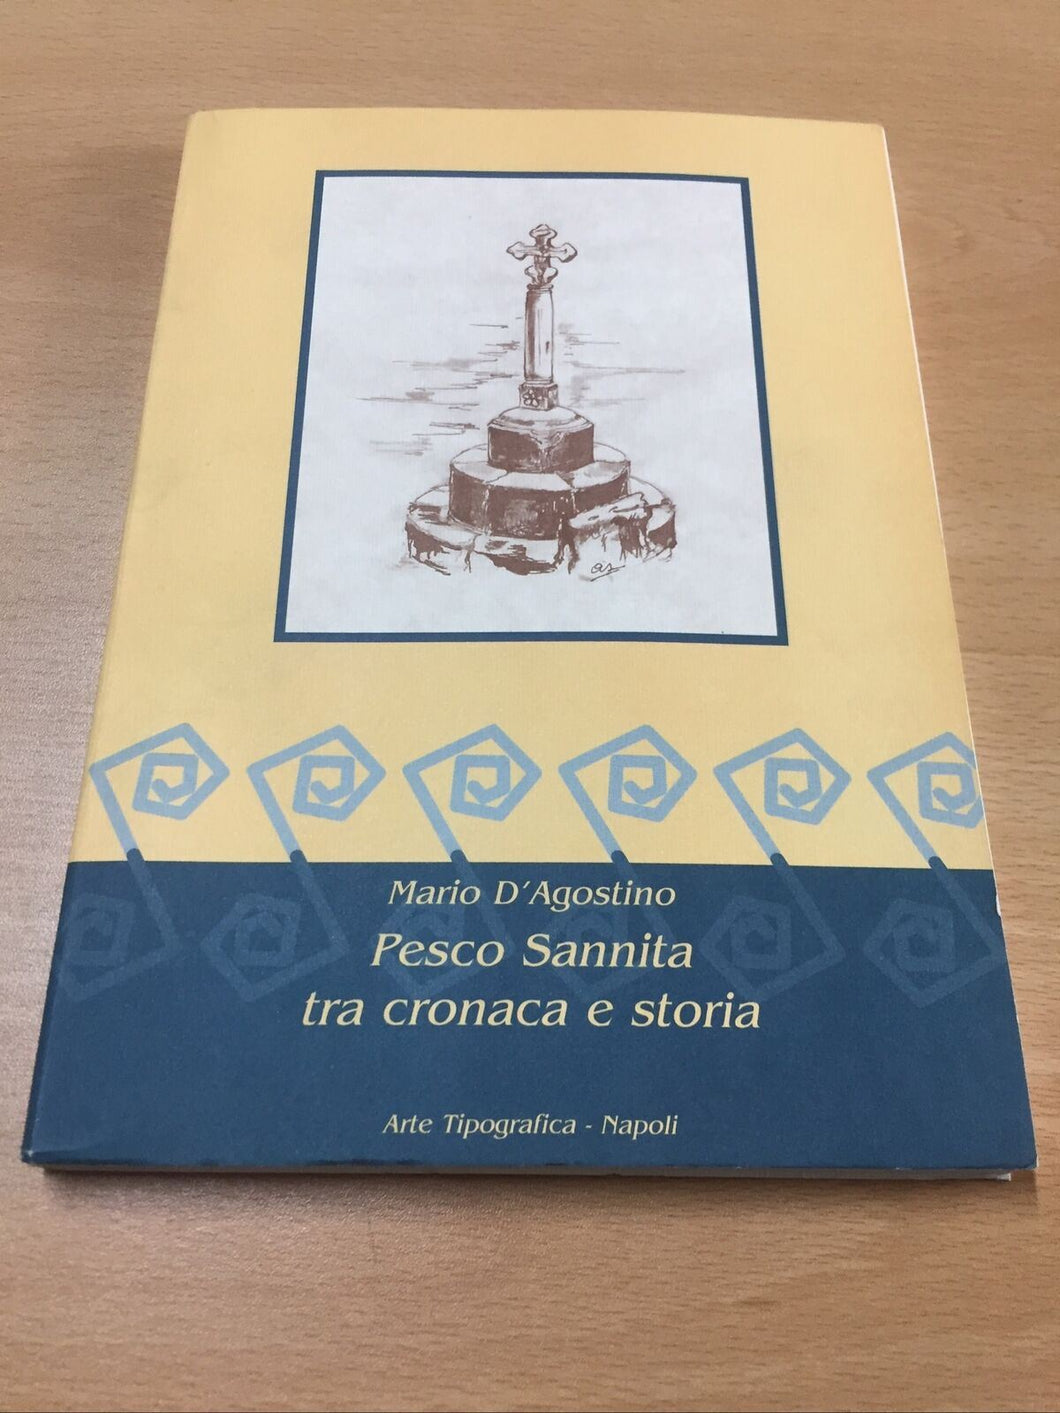 Mario D'Agostino
Pesco Sannita
tra cronaca e storia
Arte Tipografica - Napoli